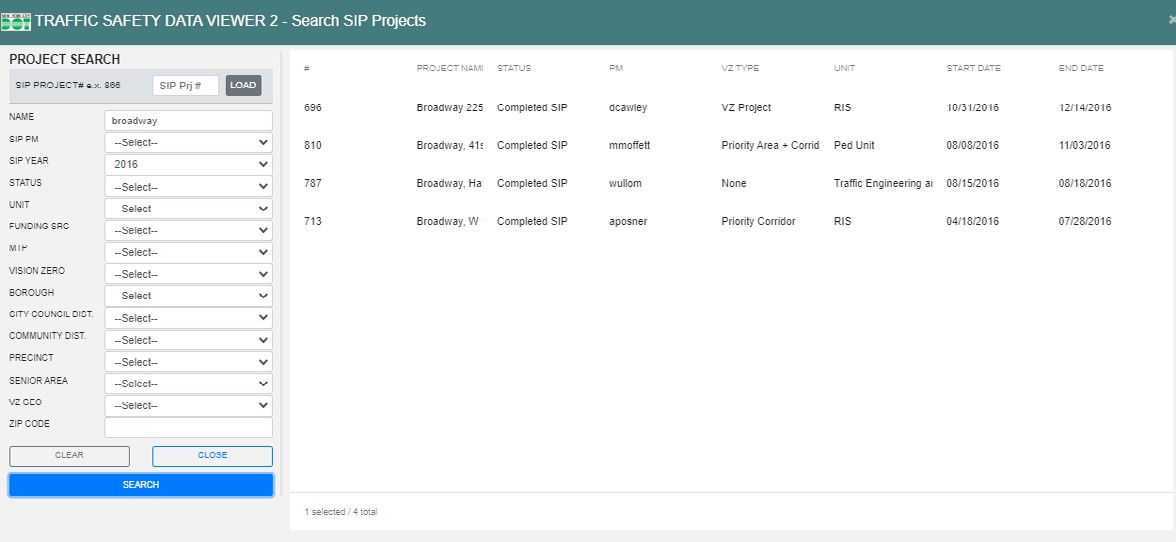 DOT TRAFFIC SAFETY DATA VIEWER 2 - Search SIP Projects
PROJECT SEARCH
SIP PROJECT# e.x. 866 SIP Prj # LOAD
NAME broadway
SIP PM --Select--
SIP YEAR 2016
STATUS --Select--
UNIT Select
FUNDING SRC --Select--
MTP --Select--
VISION ZERO --Select--
BOROUGH Select
CITY COUNCIL DIST. --Select--
COMMUNITY DIST. --Select--
PRECINCT --Select--
SENIOR AREA --Select--
VZ GEO --Select--
ZIP CODE
CLEAR CLOSE
SEARCH
# PROJECT NAME STATUS PM VZ TYPE UNIT START DATE END DATE
696 Broadway 225 Completed SIP dcawley VZ Project RIS 10/31/2016 12/14/2016
810 Broadway, 41s Completed SIP mmoffett Priority Area + Corrid Ped Unit 08/08/2016 11/03/2016
787 Broadway, Ha Completed SIP wullom None Traffic Engineering ar 08/15/2016 08/18/2016
713 Broadway, W Completed SIP aposner Priority Corridor RIS 04/18/2016 07/28/2016
1 selected / 4 total